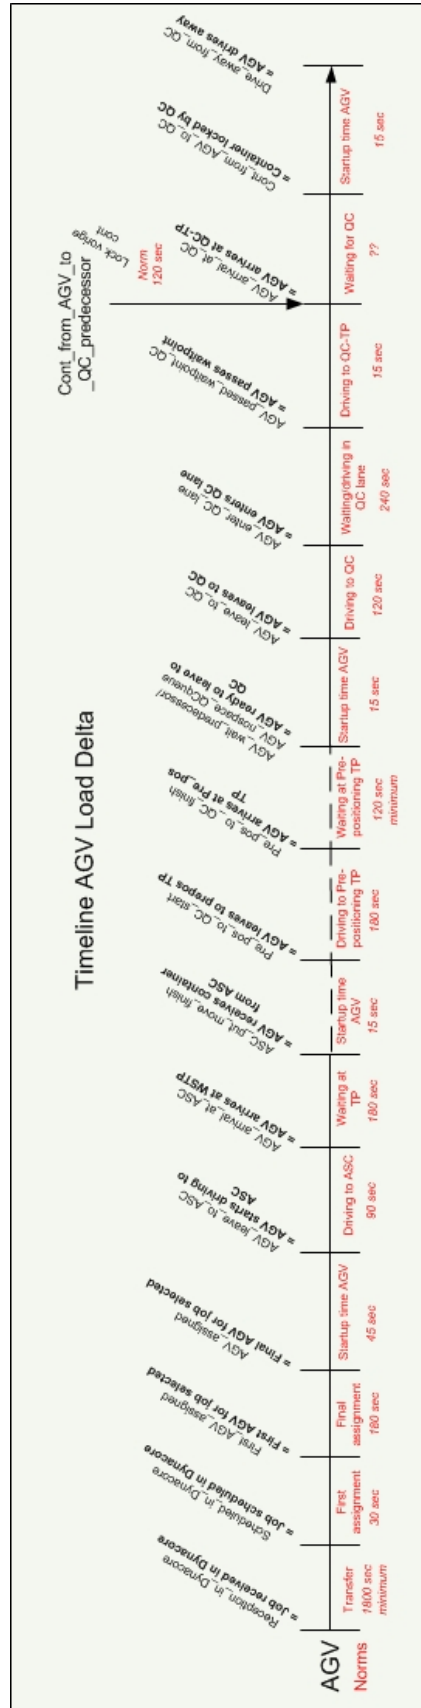 Timeline AGV Load Delta
Cont_from_AGV_to
_QC_predecessor
Lock vorige
cont
Norm
120 sec
Reception_in_Dynacore
= Job received in Dynacore
Scheduled_in_Dynacore
= Job scheduled in Dynacore
First_AGV_assigned
= First AGV for job selected
AGV_assigned
= Final AGV for job selected
AGV_leave_to_ASC
= AGV starts driving to
ASC
AGV_arrival_at_ASC
= AGV arrives at WSTP
ASC_put_move_finish
= AGV receives container
from ASC
Pre_pos_to_QC_start
= AGV leaves to prepos TP
Pre_pos_to_QC_finish
= AGV arrives at Pre_pos
TP
AGV_wait_predecessor/
AGV_nospace_QCqueue
= AGV ready to leave to
QC
AGV_leave_to_QC
= AGV leaves to QC
AGV_enter_QC_lane
= AGV enters QC lane
AGV_passed_waitpoint_QC
= AGV passes waitpoint
AGV_arrival_at_QC
= AGV arrives at QC-TP
Cont_from_AGV_to_QC
= Container locked by QC
Drive_away_from_QC
= AGV drives away
AGV
Norms
Transfer
1800 sec
minimum
First
assignment
30 sec
Final
assignment
180 sec
Startup time AGV
45 sec
Driving to ASC
90 sec
Waiting at
TP
180 sec
Startup time
AGV
15 sec
Driving to Pre-
positioning TP
180 sec
Waiting at Pre-
positioning TP
120 sec
minimum
Startup time AGV
15 sec
Driving to QC
120 sec
Waiting/driving in
QC lane
240 sec
Driving to QC-TP
15 sec
Waiting for QC
??
Startup time AGV
15 sec